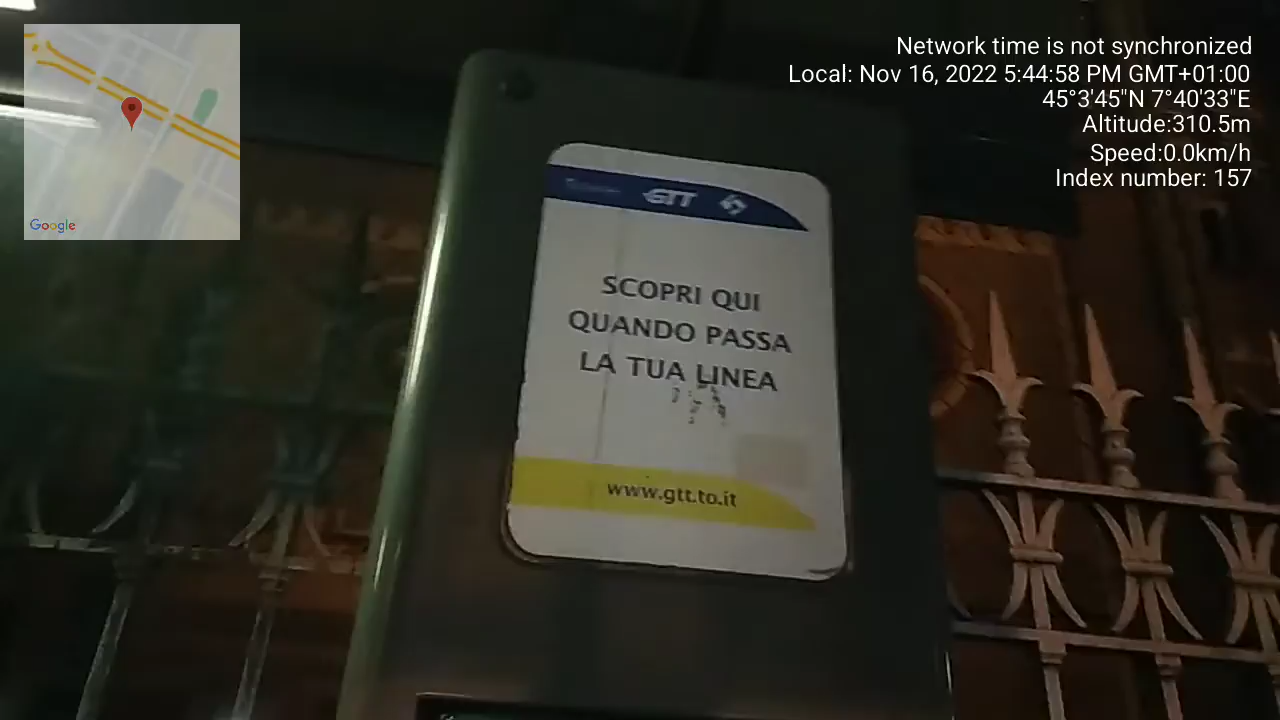 Network time is not synchronized
Local: Nov 16, 2022 5:44:58 PM GMT+01:00
45°3'45"N 7°40'33"E
Altitude:310.5m
Speed:0.0km/h
Index number: 157
Google
GTT
SCOPRI QUI
QUANDO PASSA
LA TUA LINEA
www.gtt.to.it